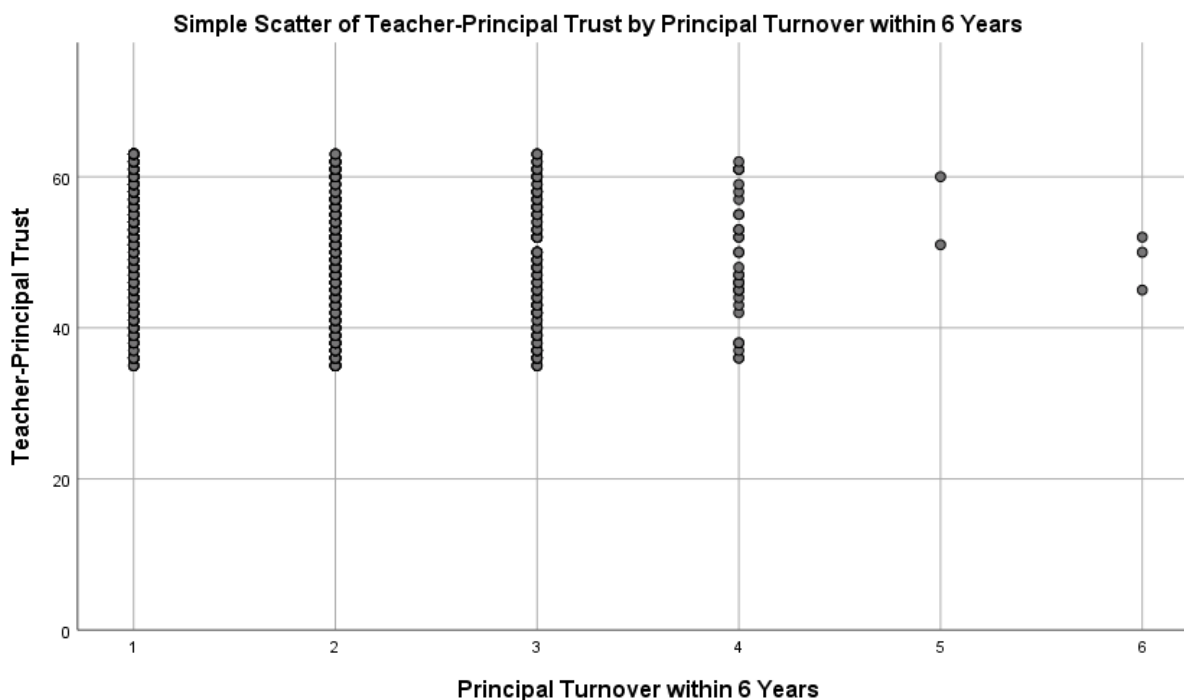 Simple Scatter of Teacher-Principal Trust by Principal Turnover within 6 Years
Teacher-Principal Trust
60
40
20
0
1 2 3 4 5 6
Principal Turnover within 6 Years